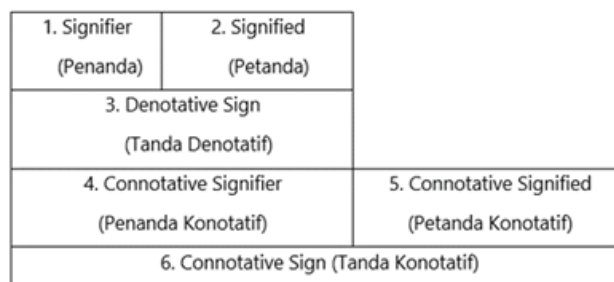 1. Signifier
(Penanda)
2. Signified
(Petanda)
3. Denotative Sign
(Tanda Denotatif)
4. Connotative Signifier
(Penanda Konotatif)
5. Connotative Signified
(Petanda Konotatif)
6. Connotative Sign (Tanda Konotatif)